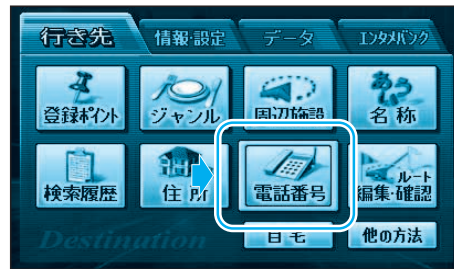 行き先 情報・設定 データ エンタメバンク
登録ポイント ジャンル 周辺施設 名称
検索履歴 住所 電話番号 ルート編集・確認
Destination 自宅 他の方法